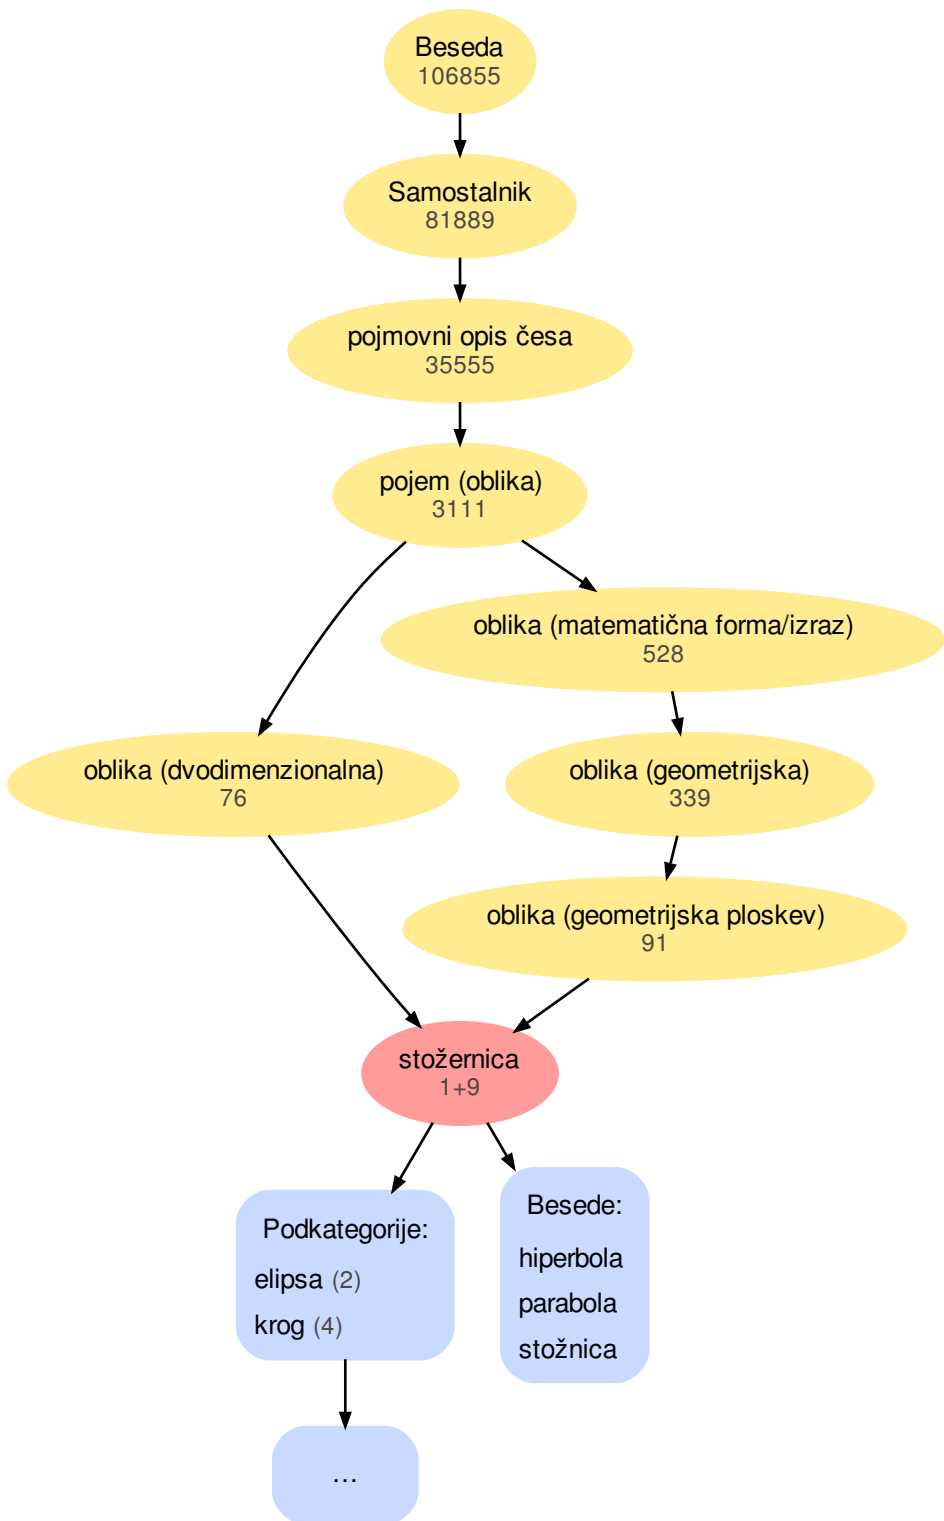 Beseda
106855
Samostalnik
81889
pojmovni opis česa
35555
pojem (oblika)
3111
oblika (matematična forma/izraz)
528
oblika (dvodimenzionalna)
76
oblika (geometrijska)
339
oblika (geometrijska ploskev)
91
stožernica
1+9
Podkategorije:
elipsa (2)
krog (4)
Besede:
hiperbola
parabola
stožnica
...